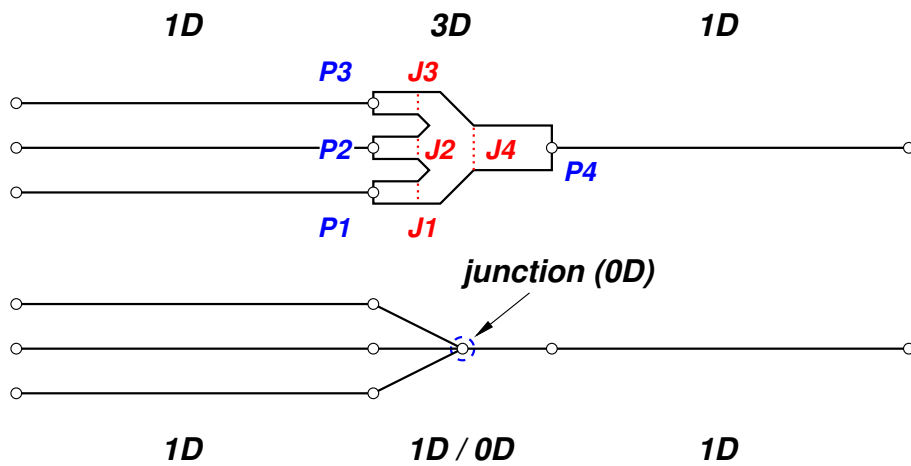 1D 3D 1D
P3 J3
P2 J2 J4
P4
P1 J1
junction (0D)
1D 1D / 0D 1D